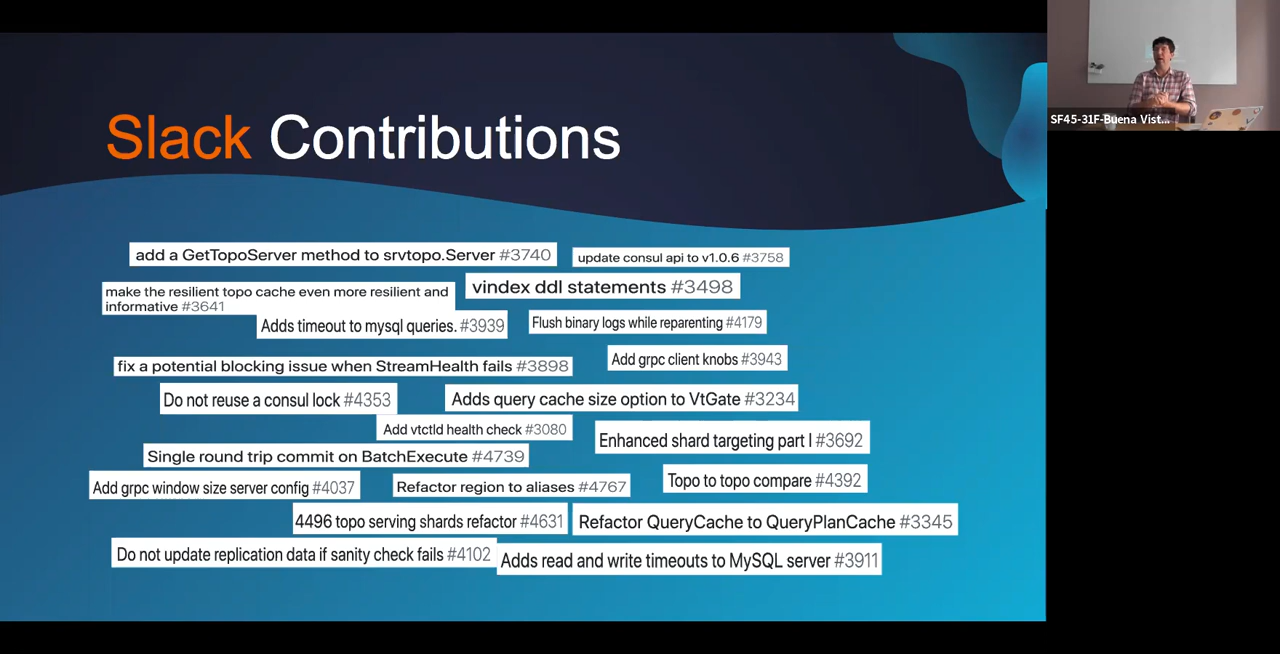 Slack Contributions
SF45-31F-Buena Vist...
add a GetTopoServer method to srvtopo.Server #3740
update consul api to v1.0.6 #3758
make the resilient topo cache even more resilient and
informative #3641
vindex ddl statements #3498
Adds timeout to mysql queries. #3939
Flush binary logs while reparenting #4179
fix a potential blocking issue when StreamHealth fails #3898
Add grpc client knobs #3943
Do not reuse a consul lock #4353
Adds query cache size option to VtGate #3234
Add vtctld health check #3080
Enhanced shard targeting part I #3692
Single round trip commit on BatchExecute #4739
Add grpc window size server config #4037
Refactor region to aliases #4767
Topo to topo compare #4392
4496 topo serving shards refactor #4631
Refactor QueryCache to QueryPlanCache #3345
Do not update replication data if sanity check fails #4102
Adds read and write timeouts to MySQL server #3911